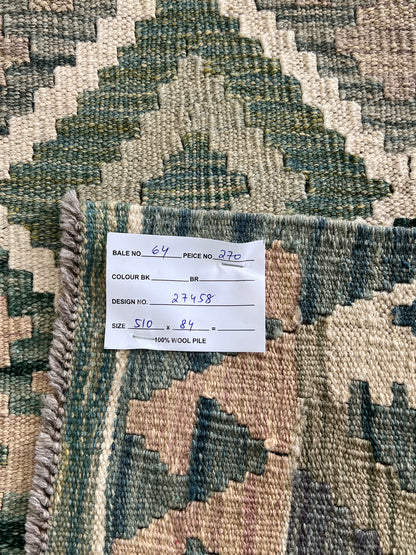 BALE NO 64 PEICE NO 270
COLOUR BK BR
DESIGN NO. 27458
SIZE 510 x 84 =
100% WOOL PILE